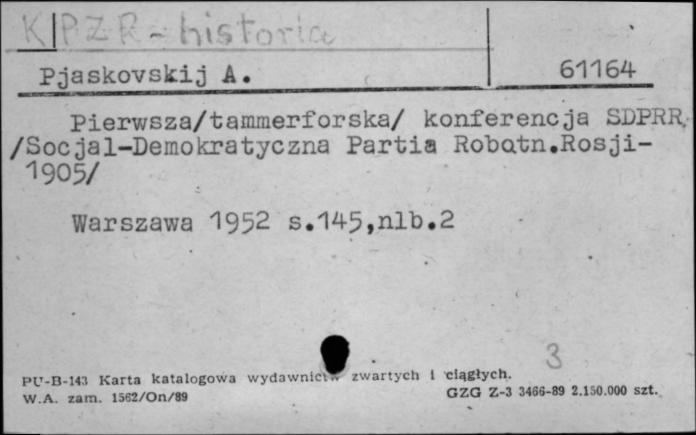 K|PZR - historia
Pjaskovskij A. 61164
Pierwsza/tammerforska/ konferencja SDPRR,
/Socjal-Demokratyczna Partia Robotn.Rosji-
1905/
Warszawa 1952 s.145,nlb.2
3
PU-B-143 Karta katalogowa wydawnictw zwartych i ciągłych.
W.A. zam. 1562/On/89 GZG Z-3 3466-89 2.150.000 szt.